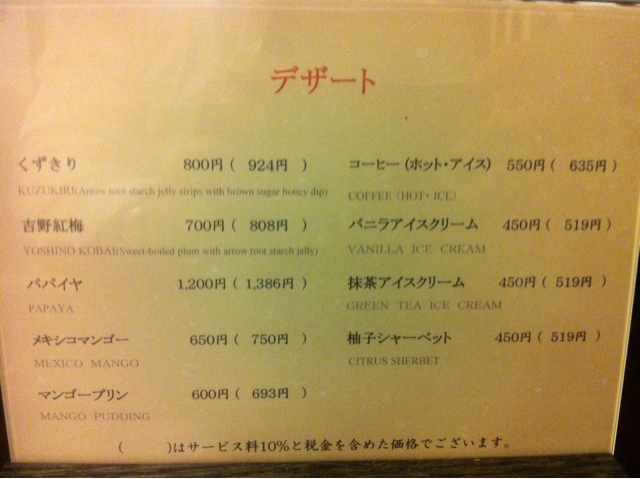 デザート
くずきり 800円 ( 924円 )
KUZUKIRI(Arrow root starch jelly strips with brown sugar honey dip)
吉野紅梅 700円 ( 808円 )
YOSHINO KOBAI(Sweet-boiled plum with arrow root starch jelly)
パパイヤ 1,200円 ( 1,386円 )
PAPAYA
メキシコマンゴー 650円 ( 750円 )
MEXICO MANGO
マンゴープリン 600円 ( 693円 )
MANGO PUDDING
コーヒー (ホット・アイス) 550円 ( 635円 )
COFFEE (HOT・ICE)
バニラアイスクリーム 450円 ( 519円 )
VANILLA ICE CREAM
抹茶アイスクリーム 450円 ( 519円 )
GREEN TEA ICE CREAM
柚子シャーベット 450円 ( 519円 )
CITRUS SHERBET
( )はサービス料10%と税金を含めた価格でございます。